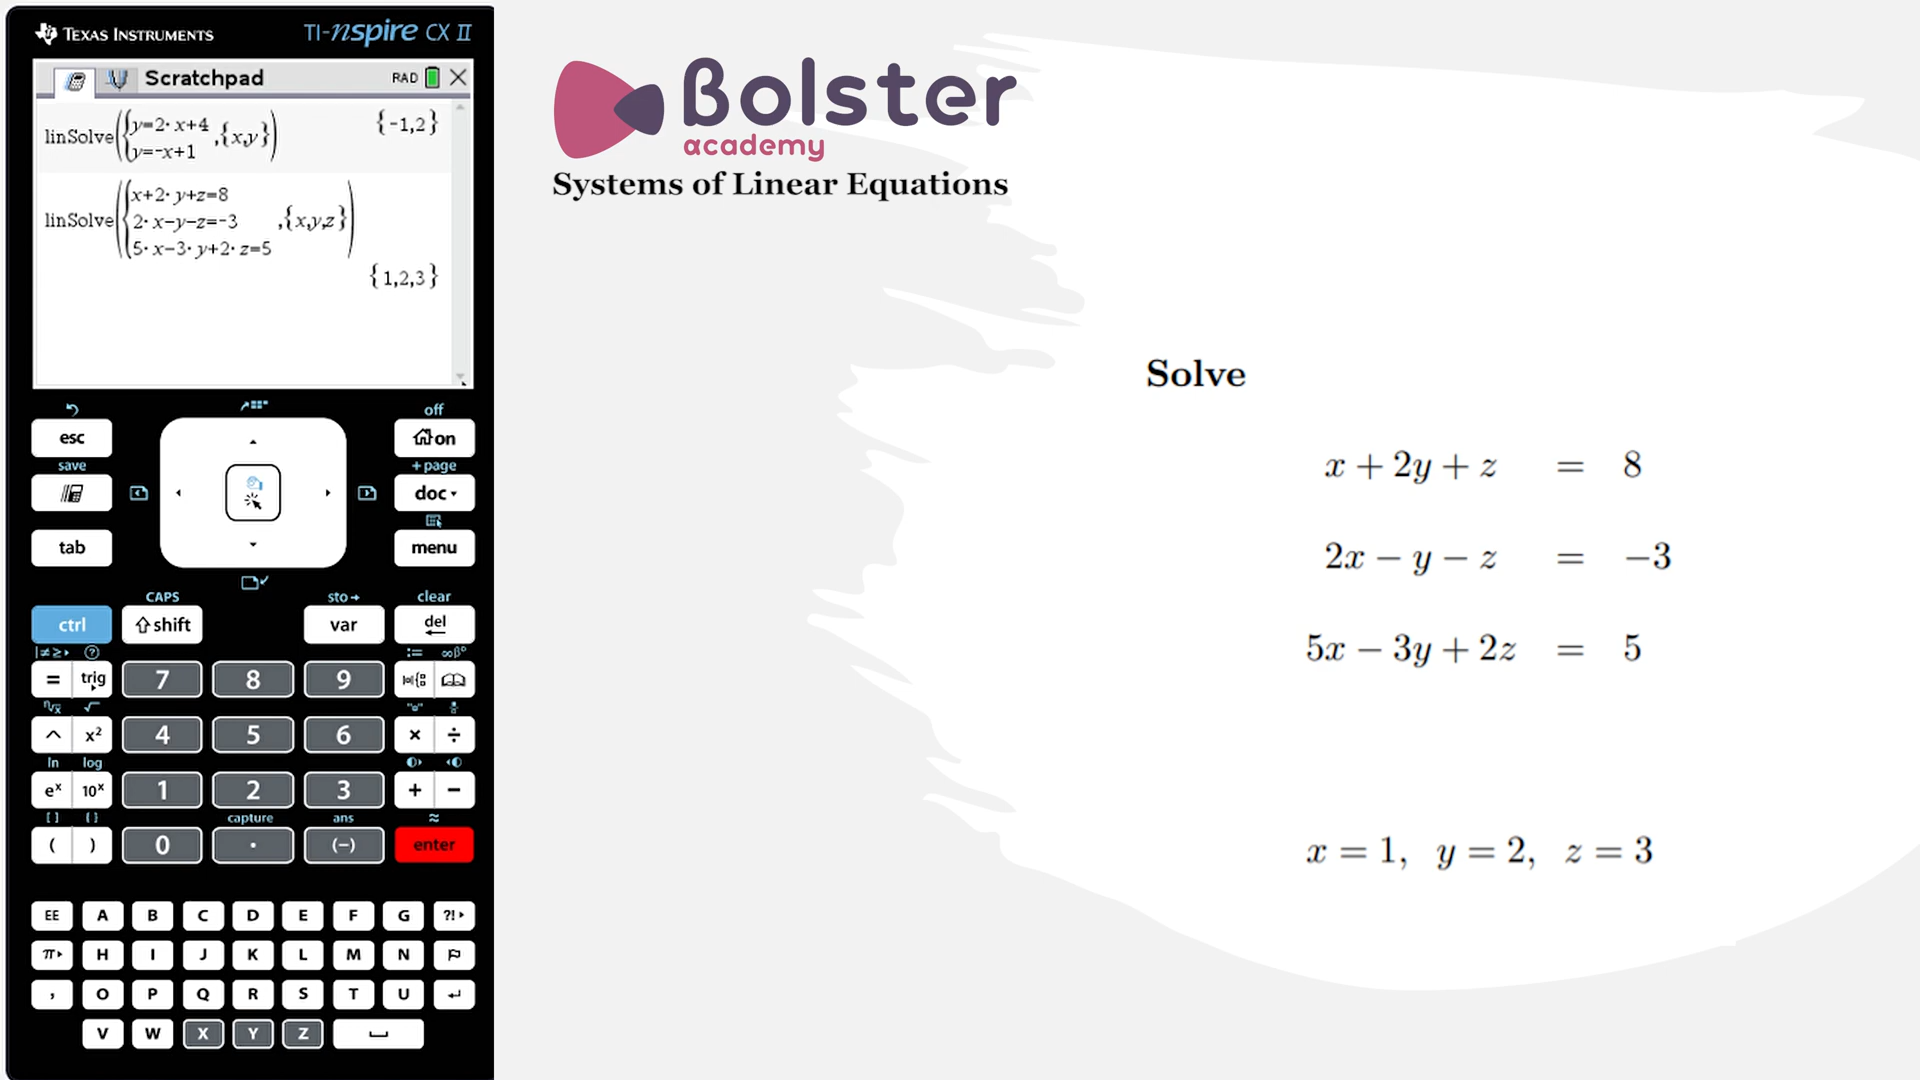 TEXAS INSTRUMENTS
TI-nspire CX II
Scratchpad
RAD
linSolve({y=2·x+4, y=-x+1 ,{x,y})
{-1,2}
linSolve({x+2·y+z=8, 2·x-y-z=-3, 5·x-3·y+2·z=5 ,{x,y,z})
{1,2,3}
off
esc
on
save
+page
doc
tab
menu
CAPS
sto→
clear
ctrl
shift
var
del
|≠≥▸ ? := ∞β°
= trig 7 8 9
ⁿ√x √ "▫"
^ x² 4 5 6 × ÷
ln log
eˣ 10ˣ 1 2 3 + −
[ ] { } capture ans ≈
( ) 0 . (−) enter
EE A B C D E F G ?!▸
π▸ H I J K L M N
, O P Q R S T U ↵
V W X Y Z
Bolster
academy
Systems of Linear Equations
Solve
x + 2y + z = 8
2x − y − z = −3
5x − 3y + 2z = 5
x = 1, y = 2, z = 3